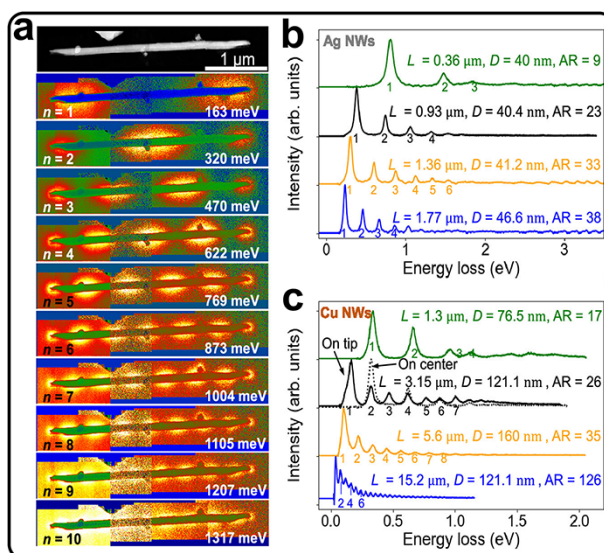 a
1 μm
n = 1 163 meV
n = 2 320 meV
n = 3 470 meV
n = 4 622 meV
n = 5 769 meV
n = 6 873 meV
n = 7 1004 meV
n = 8 1105 meV
n = 9 1207 meV
n = 10 1317 meV
b
Ag NWs
L = 0.36 μm, D = 40 nm, AR = 9
1 2 3
L = 0.93 μm, D = 40.4 nm, AR = 23
1 2 3 4
L = 1.36 μm, D = 41.2 nm, AR = 33
1 2 3 4 5 6
L = 1.77 μm, D = 46.6 nm, AR = 38
1 2 3 4
Intensity (arb. units)
0 1 2 3
Energy loss (eV)
c
Cu NWs
L = 1.3 μm, D = 76.5 nm, AR = 17
1 2 3 4
On tip
On center
L = 3.15 μm, D = 121.1 nm, AR = 26
1 2 3 4 5 6 7
L = 5.6 μm, D = 160 nm, AR = 35
1 2 3 4 5 6 7 8
L = 15.2 μm, D = 121.1 nm, AR = 126
2 4 6
Intensity (arb. units)
0.0 0.5 1.0 1.5 2.0
Energy loss (eV)